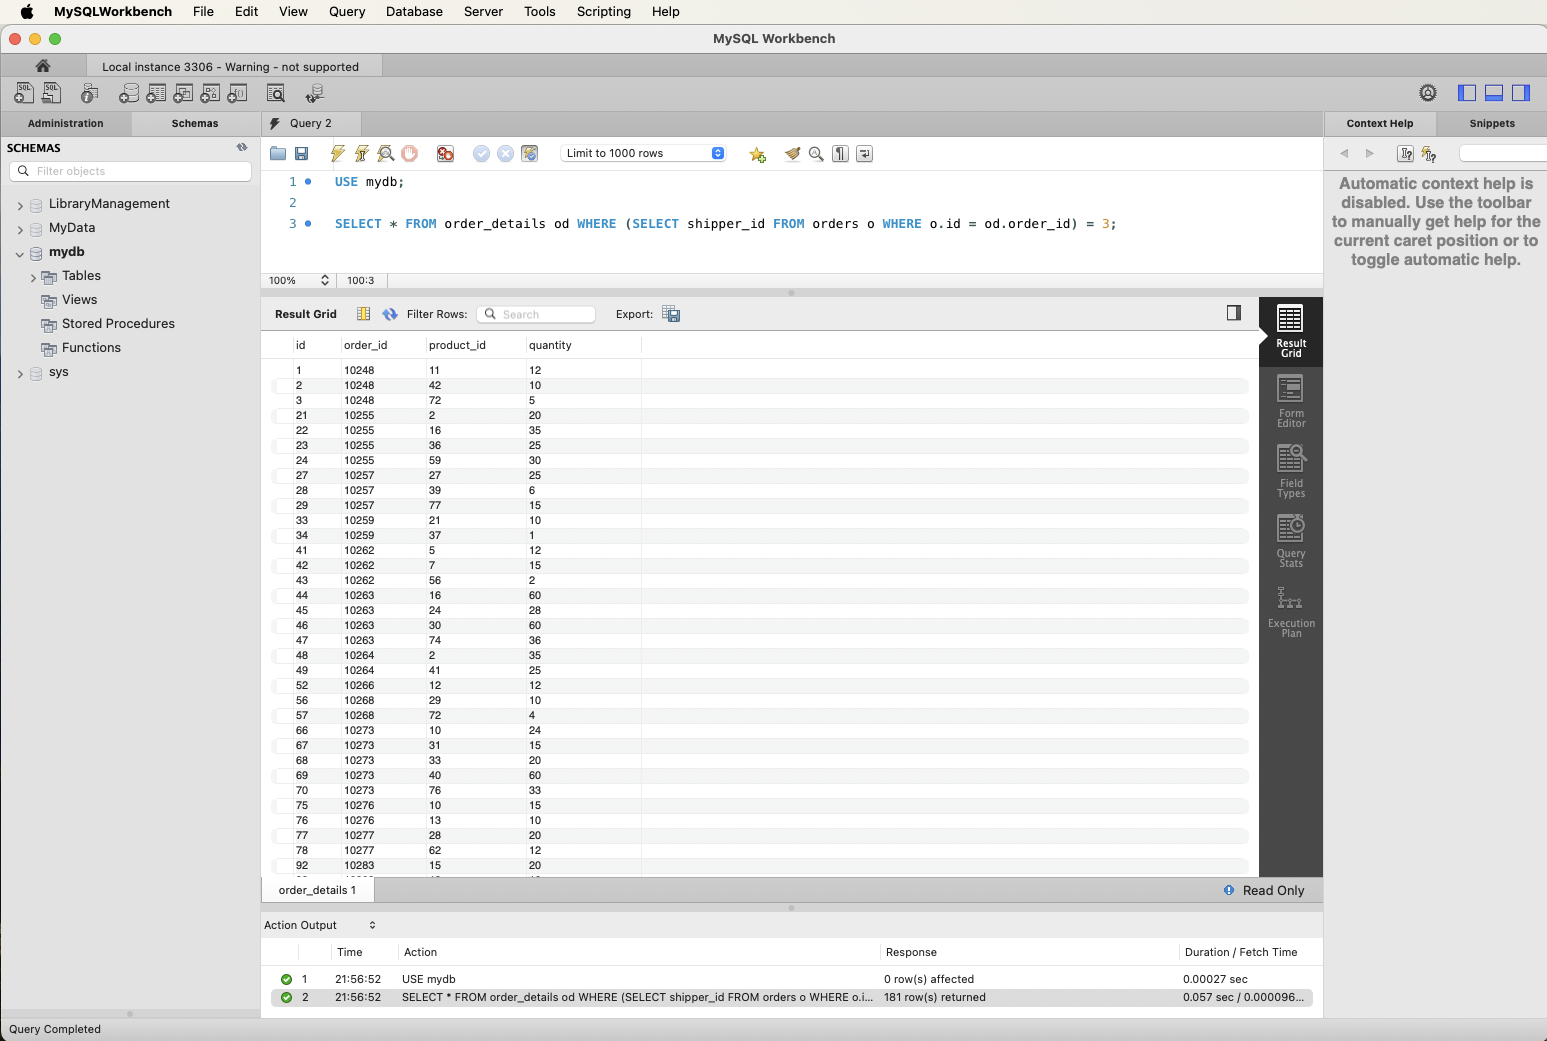 MySQLWorkbench File Edit View Query Database Server Tools Scripting Help
MySQL Workbench
Local instance 3306 - Warning - not supported
Administration Schemas
SCHEMAS
Filter objects
LibraryManagement
MyData
mydb
Tables
Views
Stored Procedures
Functions
sys
Query 2
Limit to 1000 rows
1 USE mydb;
2
3 SELECT * FROM order_details od WHERE (SELECT shipper_id FROM orders o WHERE o.id = od.order_id) = 3;
100% 100:3
Result Grid Filter Rows: Search Export:
id order_id product_id quantity
1 10248 11 12
2 10248 42 10
3 10248 72 5
21 10255 2 20
22 10255 16 35
23 10255 36 25
24 10255 59 30
27 10257 27 25
28 10257 39 6
29 10257 77 15
33 10259 21 10
34 10259 37 1
41 10262 5 12
42 10262 7 15
43 10262 56 2
44 10263 16 60
45 10263 24 28
46 10263 30 60
47 10263 74 36
48 10264 2 35
49 10264 41 25
52 10266 12 12
56 10268 29 10
57 10268 72 4
66 10273 10 24
67 10273 31 15
68 10273 33 20
69 10273 40 60
70 10273 76 33
75 10276 10 15
76 10276 13 10
77 10277 28 20
78 10277 62 12
92 10283 15 20
Result
Grid
Form
Editor
Field
Types
Query
Stats
Execution
Plan
order_details 1
Read Only
Action Output
Time Action Response Duration / Fetch Time
1 21:56:52 USE mydb 0 row(s) affected 0.00027 sec
2 21:56:52 SELECT * FROM order_details od WHERE (SELECT shipper_id FROM orders o WHERE o.i... 181 row(s) returned 0.057 sec / 0.000096...
Context Help Snippets
Automatic context help is
disabled. Use the toolbar
to manually get help for the
current caret position or to
toggle automatic help.
Query Completed